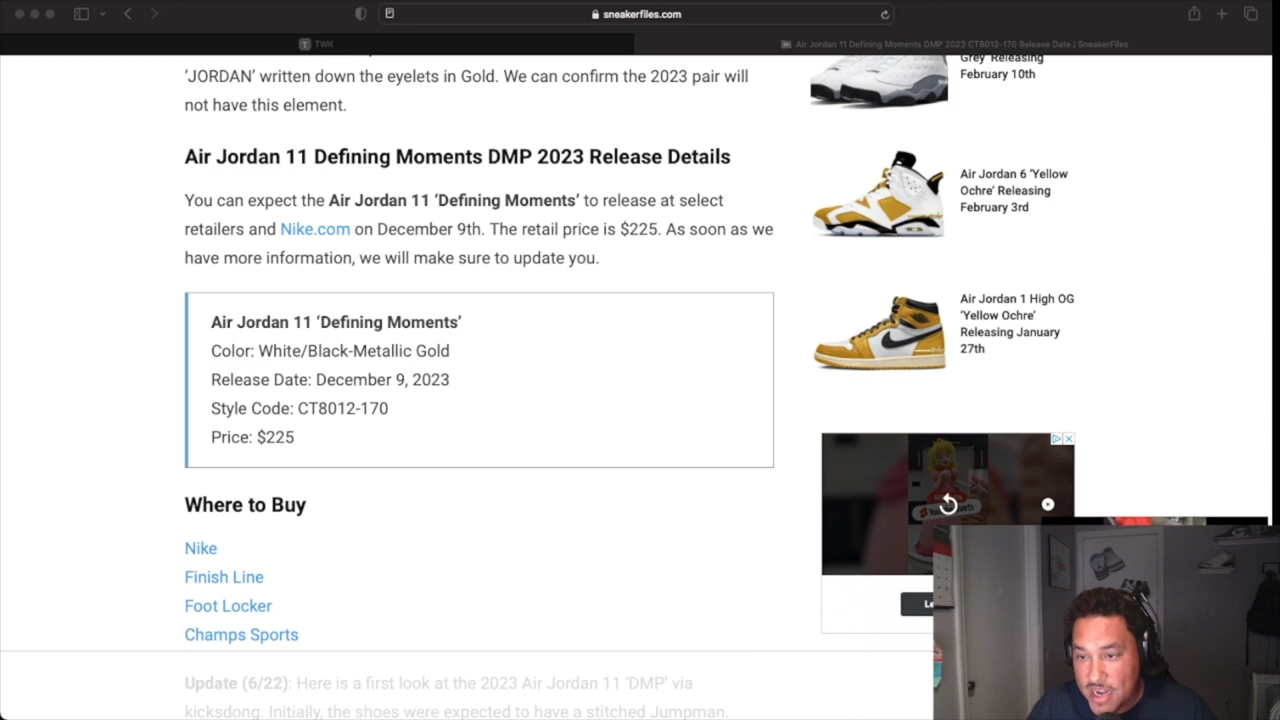 sneakerfiles.com
TWK
Air Jordan 11 Defining Moments DMP 2023 CT8012-170 Release Date | SneakerFiles
‘JORDAN’ written down the eyelets in Gold. We can confirm the 2023 pair will
not have this element.
Air Jordan 11 Defining Moments DMP 2023 Release Details
You can expect the Air Jordan 11 ‘Defining Moments’ to release at select
retailers and Nike.com on December 9th. The retail price is $225. As soon as we
have more information, we will make sure to update you.
Air Jordan 11 ‘Defining Moments’
Color: White/Black-Metallic Gold
Release Date: December 9, 2023
Style Code: CT8012-170
Price: $225
Where to Buy
Nike
Finish Line
Foot Locker
Champs Sports
Update (6/22): Here is a first look at the 2023 Air Jordan 11 ‘DMP’ via
kicksdong. Initially, the shoes were expected to have a stitched Jumpman.
Grey’ Releasing
February 10th
Air Jordan 6 ‘Yellow
Ochre’ Releasing
February 3rd
Air Jordan 1 High OG
‘Yellow Ochre’
Releasing January
27th